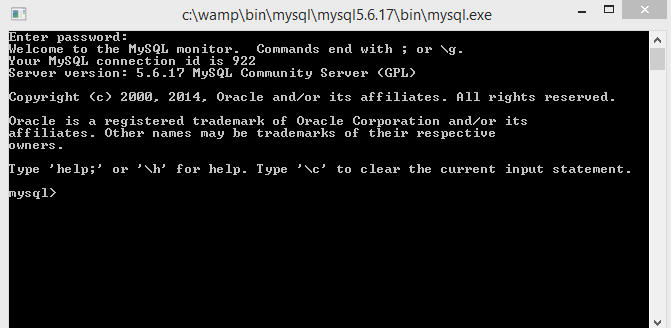 c:\wamp\bin\mysql\mysql5.6.17\bin\mysql.exe
Enter password:
Welcome to the MySQL monitor.  Commands end with ; or \g.
Your MySQL connection id is 922
Server version: 5.6.17 MySQL Community Server (GPL)
Copyright (c) 2000, 2014, Oracle and/or its affiliates. All rights reserved.
Oracle is a registered trademark of Oracle Corporation and/or its
affiliates. Other names may be trademarks of their respective
owners.
Type 'help;' or '\h' for help. Type '\c' to clear the current input statement.
mysql>